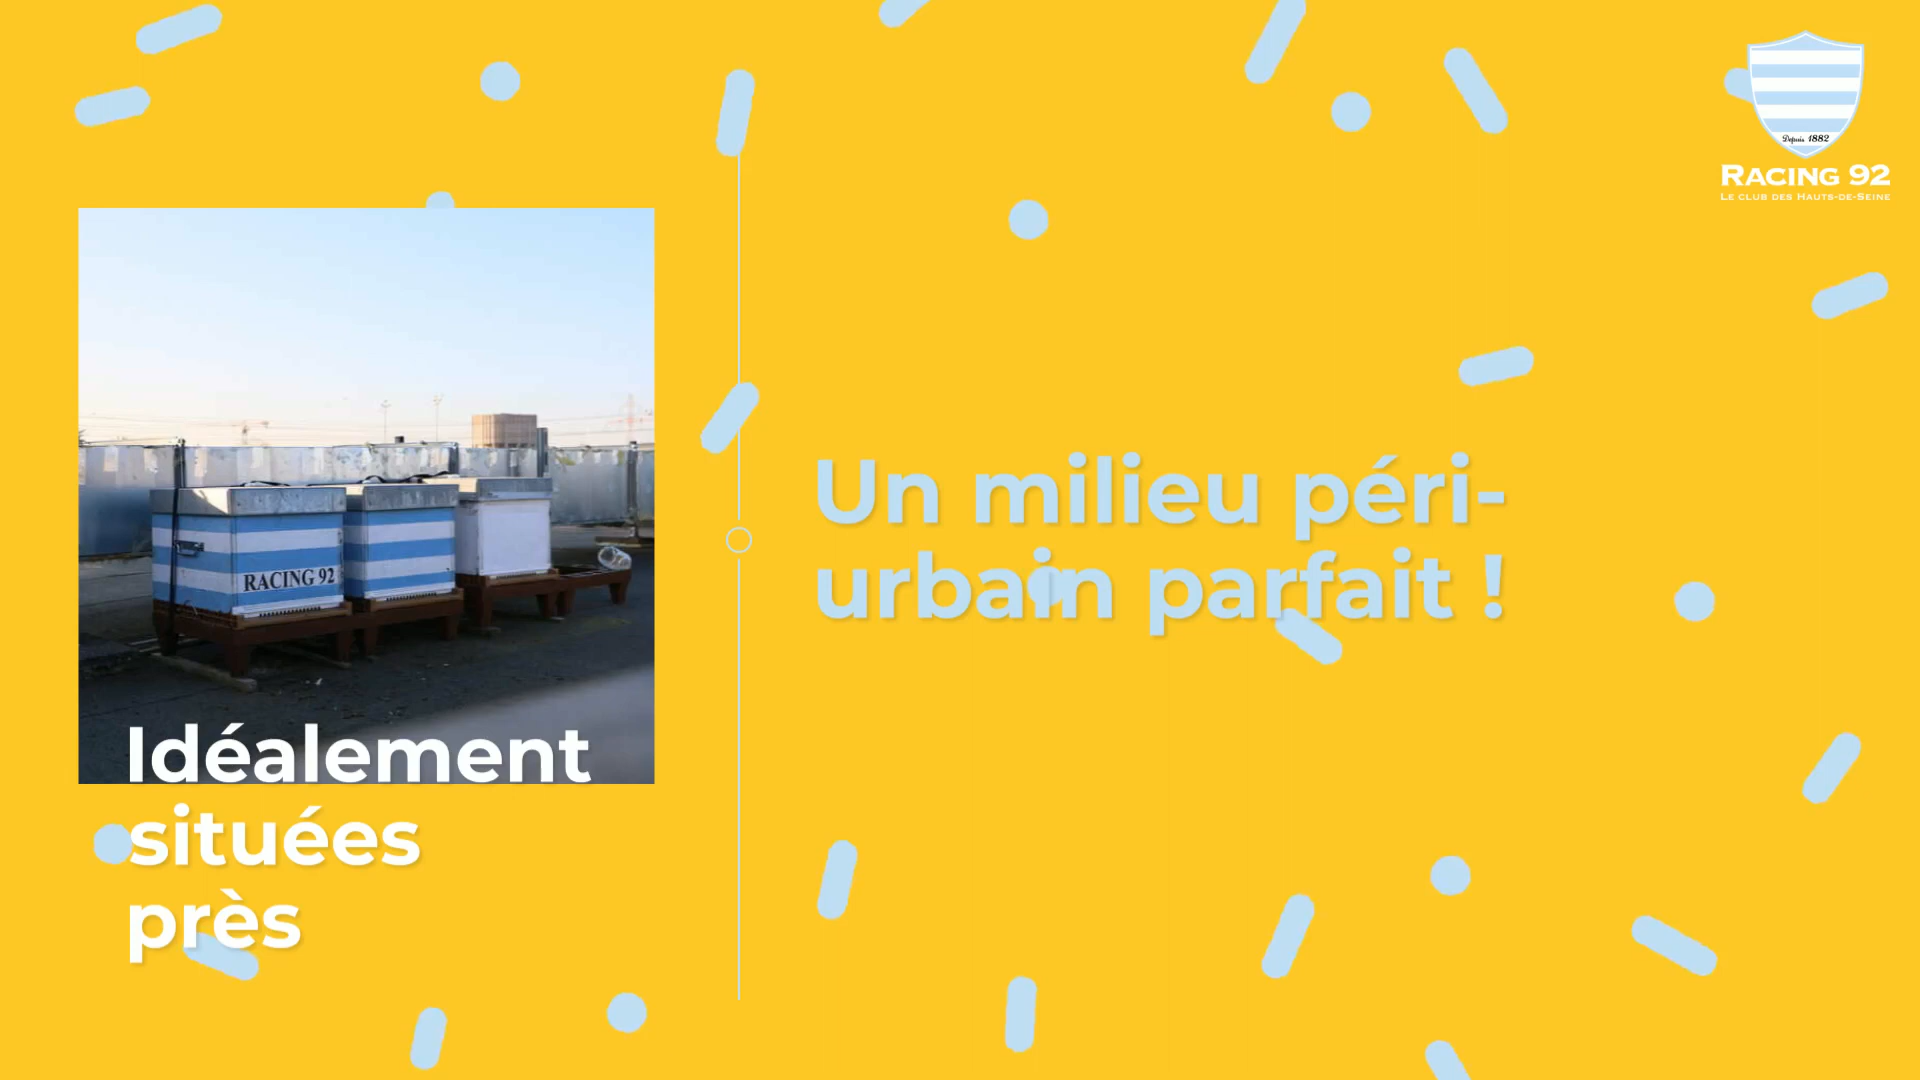 Depuis 1882
RACING 92
LE CLUB DES HAUTS-DE-SEINE
RACING 92
Idéalement
situées
près
Un milieu péri-
urbain parfait !